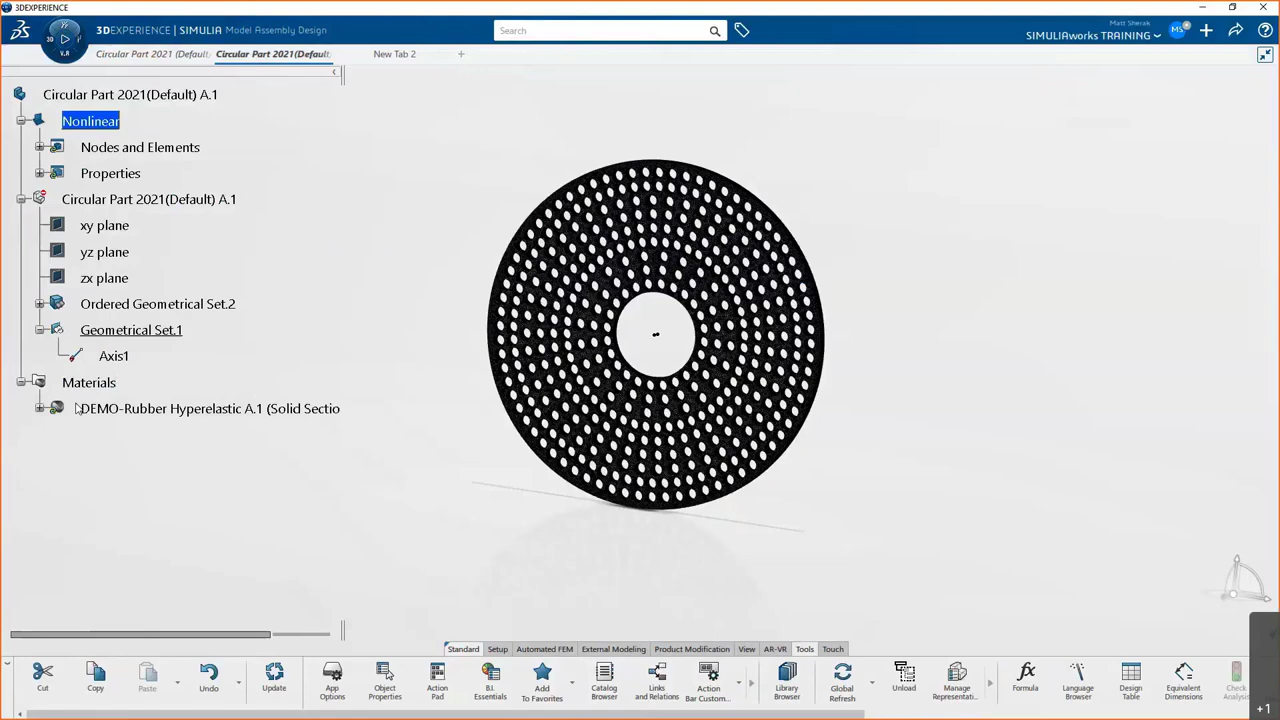 3DEXPERIENCE
3DEXPERIENCE | SIMULIA Model Assembly Design
Search
Matt Sherak
SIMULIAworks TRAINING
MS
3D
V.R
Circular Part 2021 (Default)
Circular Part 2021(Default)
New Tab 2
+
Circular Part 2021(Default) A.1
Nonlinear
Nodes and Elements
Properties
Circular Part 2021(Default) A.1
xy plane
yz plane
zx plane
Ordered Geometrical Set.2
Geometrical Set.1
Axis1
Materials
DEMO-Rubber Hyperelastic A.1 (Solid Sectio
Standard
Setup
Automated FEM
External Modeling
Product Modification
View
AR-VR
Tools
Touch
Cut
Copy
Paste
Undo
Update
App Options
Object Properties
Action Pad
B.I. Essentials
Add To Favorites
Catalog Browser
Links and Relations
Action Bar Custom...
Library Browser
Global Refresh
Unload
Manage Representati...
Formula
Language Browser
Design Table
Equivalent Dimensions
Check Analysis
+1